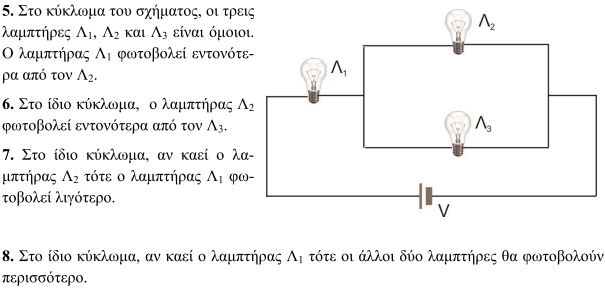 5. Στο κύκλωμα του σχήματος, οι τρεις
λαμπτήρες Λ1, Λ2 και Λ3 είναι όμοιοι.
Ο λαμπτήρας Λ1 φωτοβολεί εντονότε-
ρα από τον Λ2.
6. Στο ίδιο κύκλωμα, ο λαμπτήρας Λ2
φωτοβολεί εντονότερα από τον Λ3.
7. Στο ίδιο κύκλωμα, αν καεί ο λα-
μπτήρας Λ2 τότε ο λαμπτήρας Λ1 φω-
τοβολεί λιγότερο.
Λ2
Λ1
Λ3
V
8. Στο ίδιο κύκλωμα, αν καεί ο λαμπτήρας Λ1 τότε οι άλλοι δύο λαμπτήρες θα φωτοβολούν
περισσότερο.